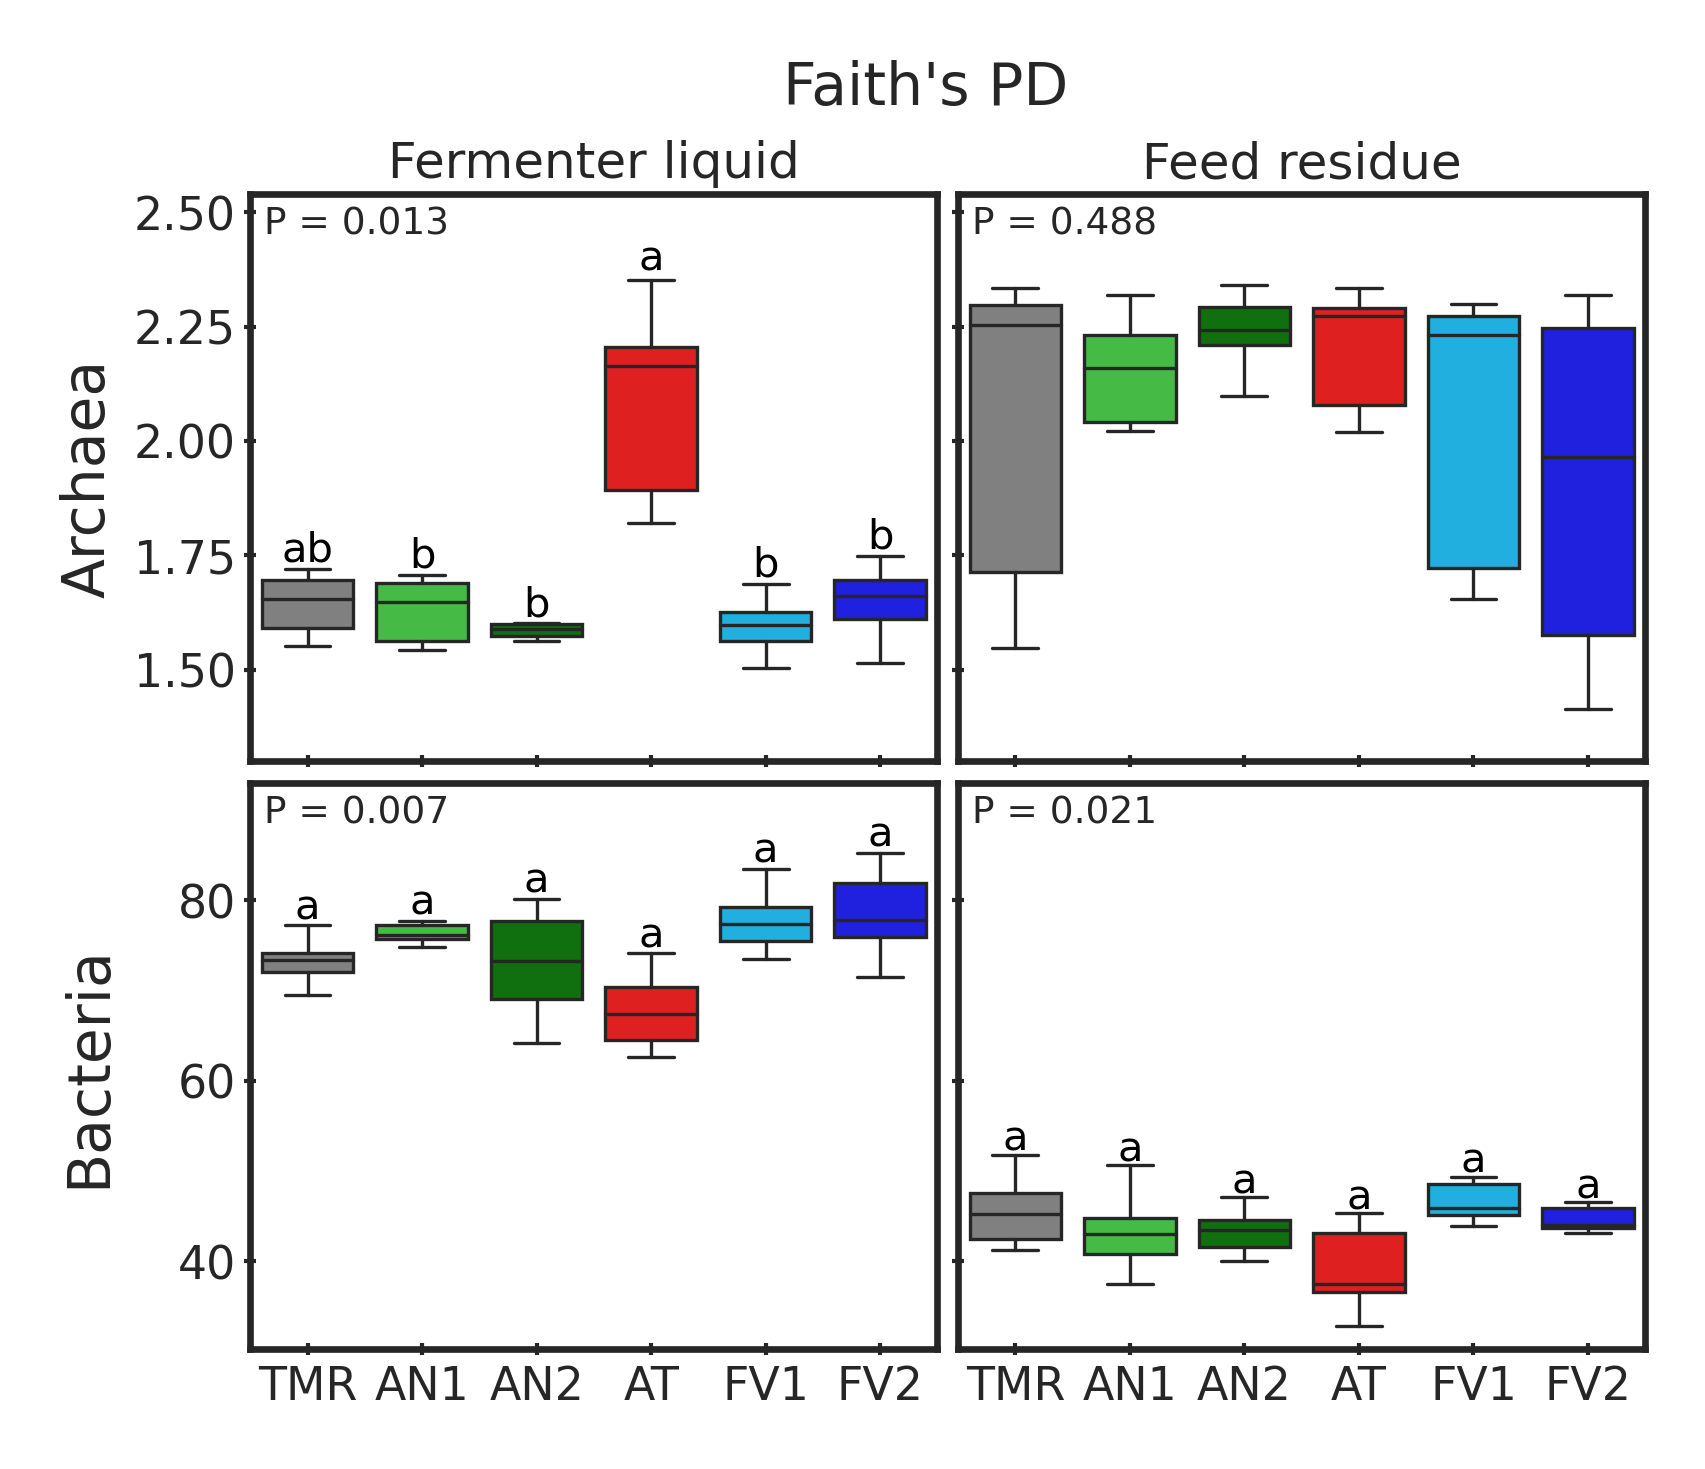 Faith's PD
Fermenter liquid
Feed residue
Archaea
2.50
2.25
2.00
1.75
1.50
P = 0.013
ab
b
b
a
b
b
P = 0.488
Bacteria
80
60
40
P = 0.007
a
a
a
a
a
a
P = 0.021
a
a
a
a
a
a
TMR AN1 AN2 AT FV1 FV2
TMR AN1 AN2 AT FV1 FV2